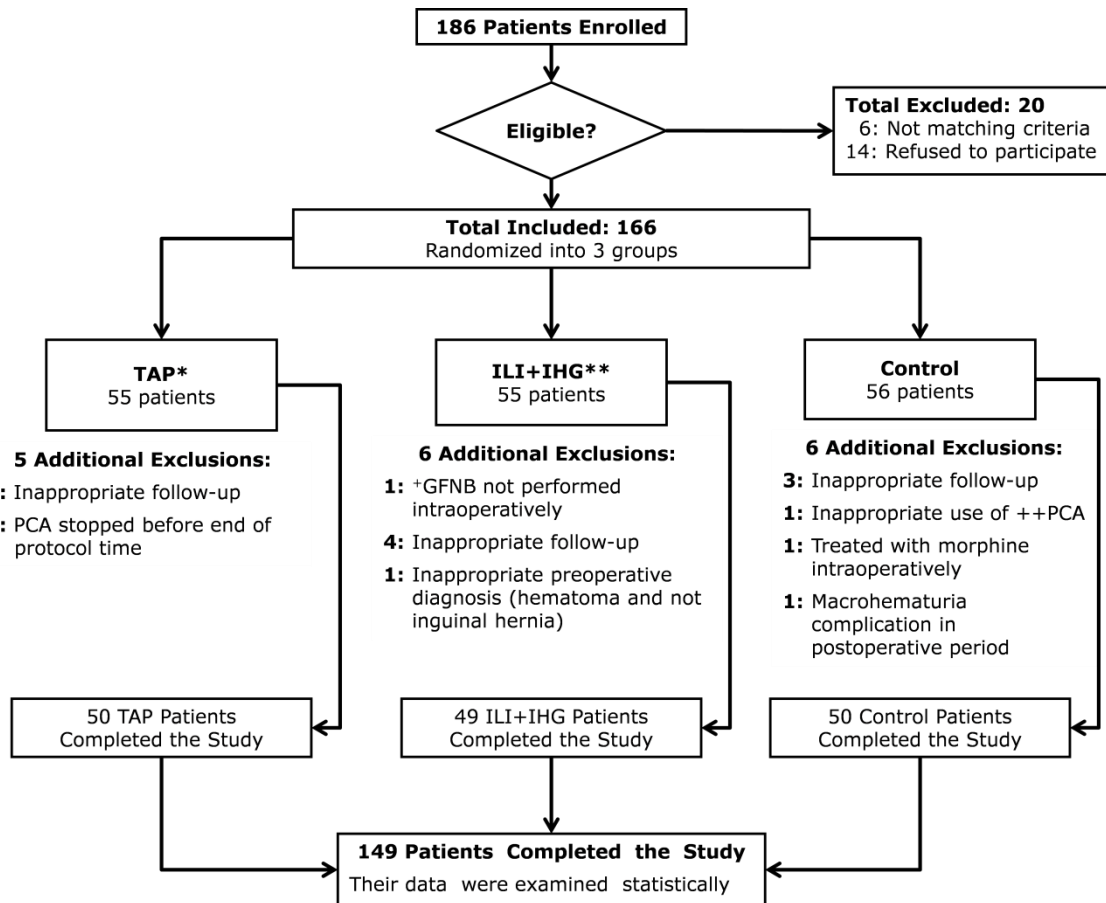 186 Patients Enrolled
Eligible?
Total Excluded: 20
6: Not matching criteria
14: Refused to participate
Total Included: 166
Randomized into 3 groups
TAP*
55 patients
ILI+IHG**
55 patients
Control
56 patients
5 Additional Exclusions:
: Inappropriate follow-up
: PCA stopped before end of
protocol time
6 Additional Exclusions:
1: +GFNB not performed
intraoperatively
4: Inappropriate follow-up
1: Inappropriate preoperative
diagnosis (hematoma and not
inguinal hernia)
6 Additional Exclusions:
3: Inappropriate follow-up
1: Inappropriate use of ++PCA
1: Treated with morphine
intraoperatively
1: Macrohematuria
complication in
postoperative period
50 TAP Patients
Completed the Study
49 ILI+IHG Patients
Completed the Study
50 Control Patients
Completed the Study
149 Patients Completed the Study
Their data were examined statistically